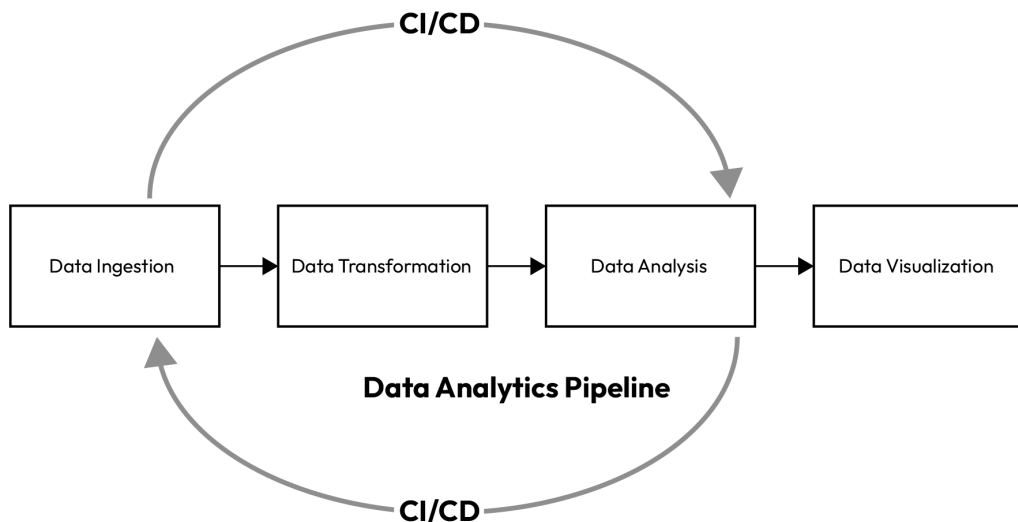 CI/CD
Data Ingestion
Data Transformation
Data Analysis
Data Visualization
Data Analytics Pipeline
CI/CD